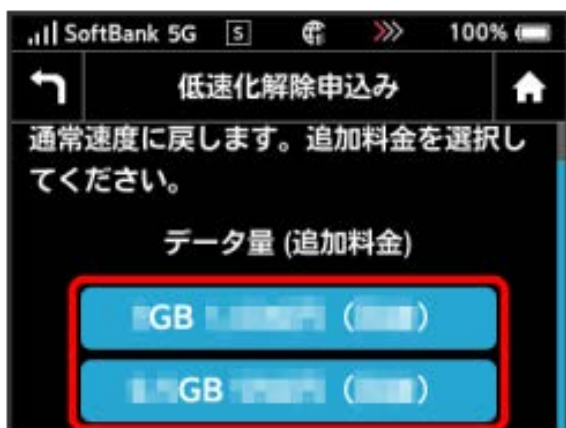 SoftBank 5G S 100%
低速化解除申込み
通常速度に戻します。追加料金を選択し
てください。
データ量 (追加料金)
GB ( )
GB ( )